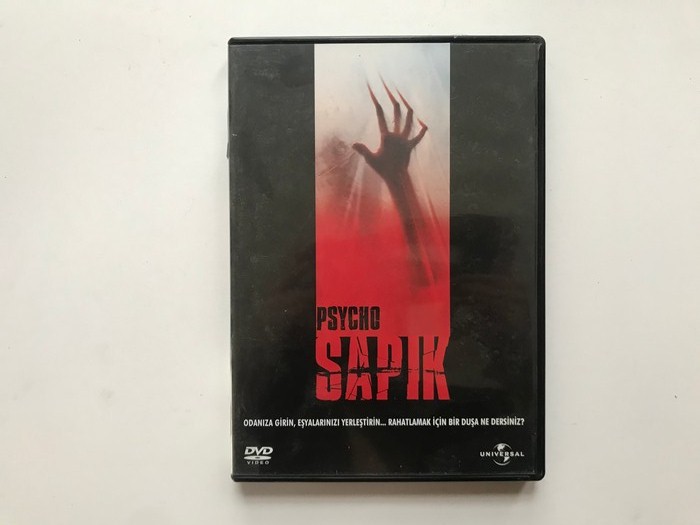 PSYCHO
SAPIK
ODANIZA GİRİN, EŞYALARINIZI YERLEŞTİRİN... RAHATLAMAK İÇİN BİR DUŞA NE DERSİNİZ?
DVD
VIDEO
UNIVERSAL